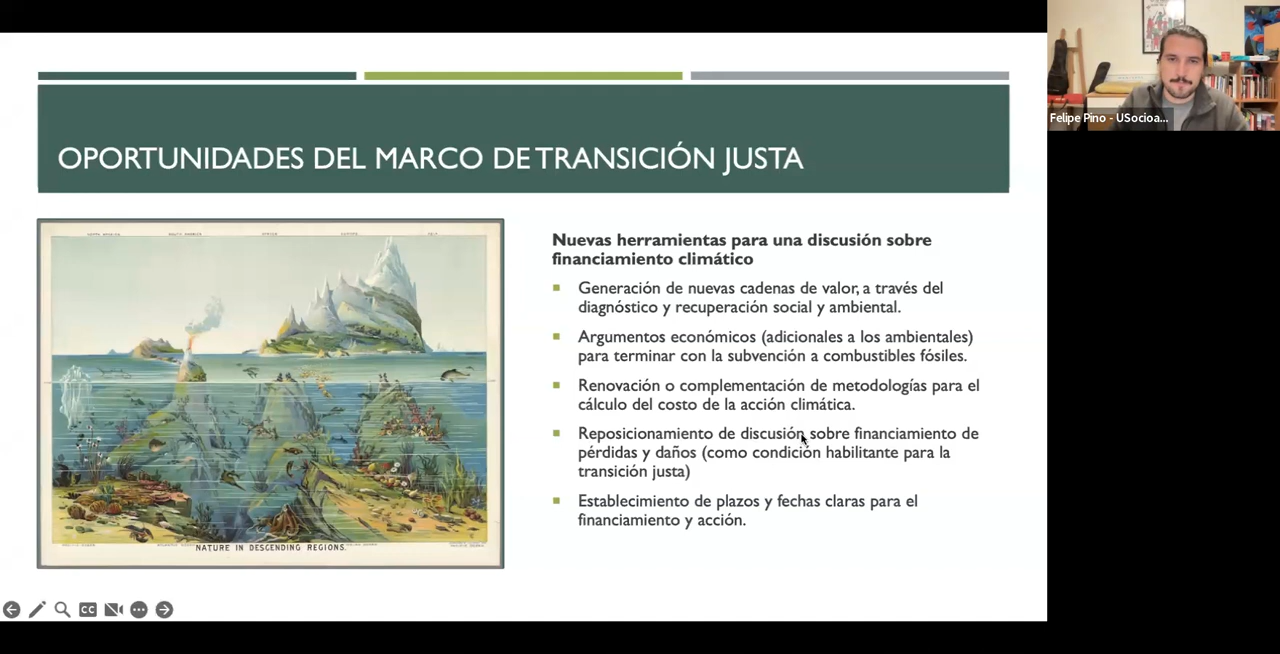 OPORTUNIDADES DEL MARCO DE TRANSICIÓN JUSTA
Felipe Pino - USocioa...
Nuevas herramientas para una discusión sobre
financiamiento climático
Generación de nuevas cadenas de valor, a través del
diagnóstico y recuperación social y ambiental.
Argumentos económicos (adicionales a los ambientales)
para terminar con la subvención a combustibles fósiles.
Renovación o complementación de metodologías para el
cálculo del costo de la acción climática.
Reposicionamiento de discusión sobre financiamiento de
pérdidas y daños (como condición habilitante para la
transición justa)
Establecimiento de plazos y fechas claras para el
financiamiento y acción.
NATURE IN DESCENDING REGIONS.
CC